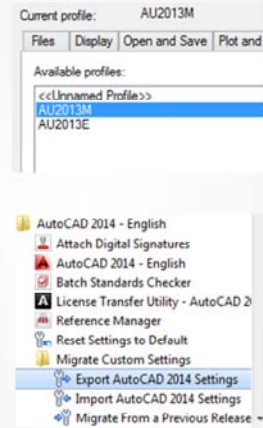 Current profile: AU2013M
Files Display Open and Save Plot and
Available profiles:
<<Unnamed Profile>>
AU2013M
AU2013E
AutoCAD 2014 - English
Attach Digital Signatures
AutoCAD 2014 - English
Batch Standards Checker
License Transfer Utility - AutoCAD 2
Reference Manager
Reset Settings to Default
Migrate Custom Settings
Export AutoCAD 2014 Settings
Import AutoCAD 2014 Settings
Migrate From a Previous Release